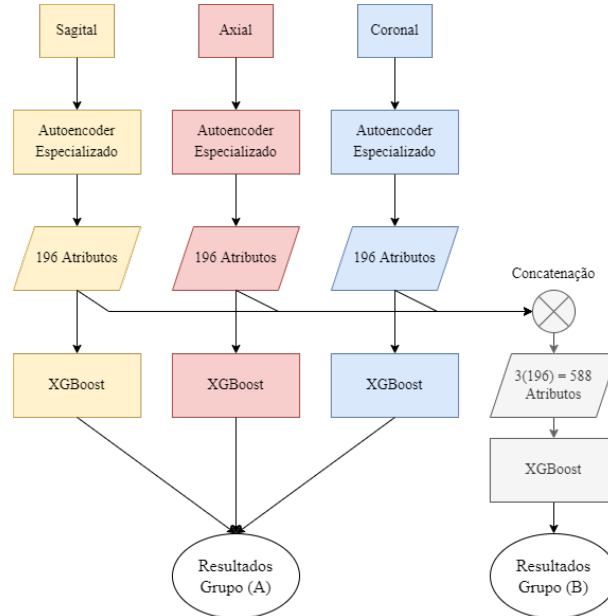 Sagital
Axial
Coronal
Autoencoder
Especializado
Autoencoder
Especializado
Autoencoder
Especializado
196 Atributos
196 Atributos
196 Atributos
Concatenação
XGBoost
XGBoost
XGBoost
3(196) = 588
Atributos
XGBoost
Resultados
Grupo (A)
Resultados
Grupo (B)